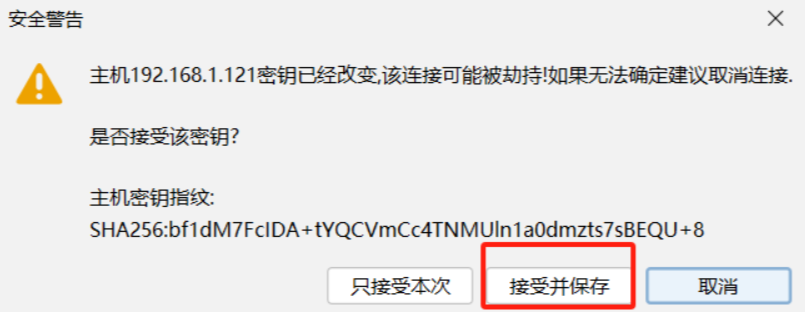 安全警告
主机192.168.1.121密钥已经改变,该连接可能被劫持!如果无法确定建议取消连接.
是否接受该密钥?
主机密钥指纹:
SHA256:bf1dM7FcIDA+tYQCVmCc4TNMUln1a0dmzts7sBEQU+8
只接受本次
接受并保存
取消